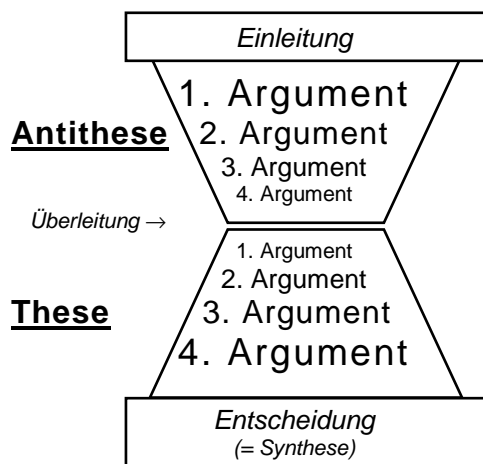 Einleitung
1. Argument
Antithese 2. Argument
3. Argument
4. Argument
Überleitung →
1. Argument
2. Argument
These 3. Argument
4. Argument
Entscheidung
(= Synthese)